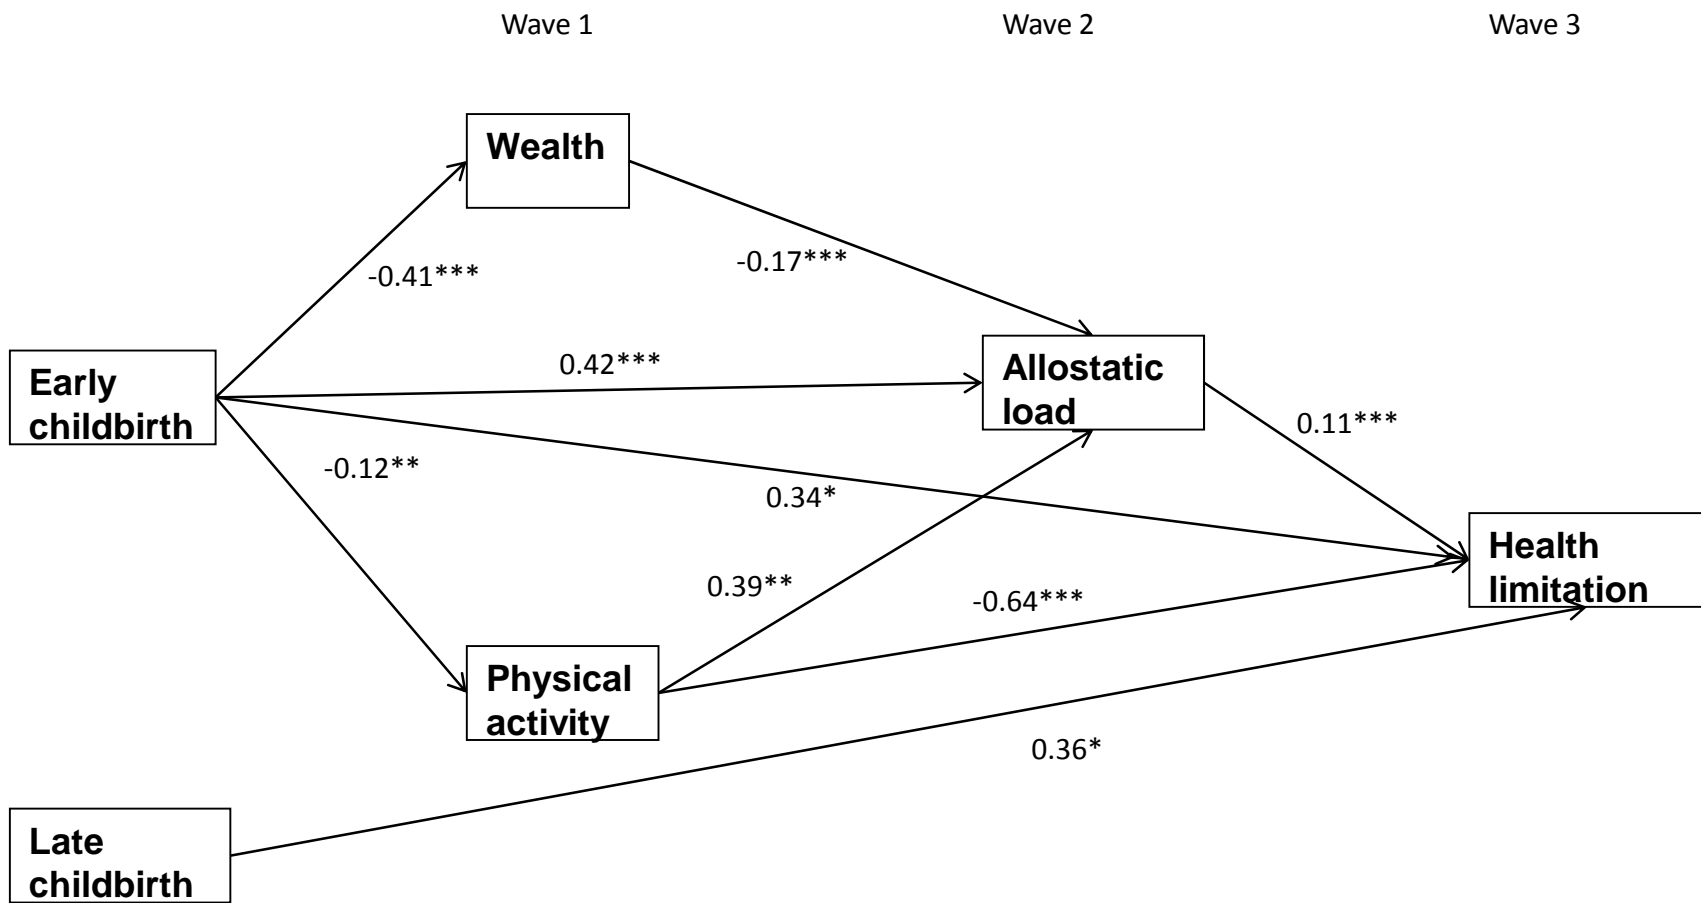 Wave 1
Wave 2
Wave 3
Wealth
-0.41***
-0.17***
Early
childbirth
0.42***
Allostatic
load
0.11***
-0.12**
0.34*
Health
limitation
0.39**
-0.64***
Physical
activity
0.36*
Late
childbirth